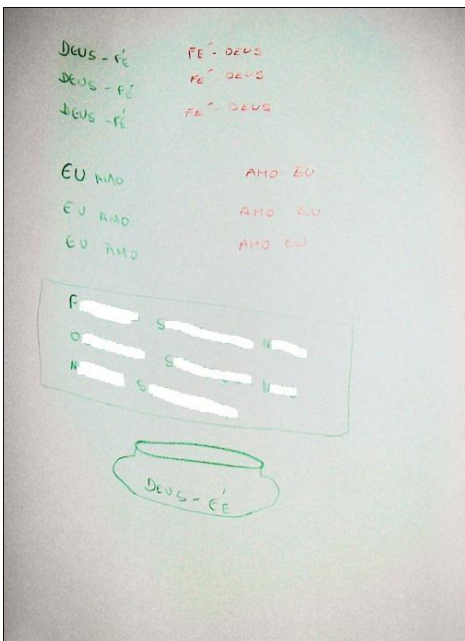 DEUS - FÉ FÉ - DEUS
DEUS - FÉ FÉ DEUS
DEUS - FÉ FÉ - DEUS
EU AMO AMO EU
EU AMO AMO EU
EU AMO AMO EU
F S N
O S
N S N
DEUS - FÉ